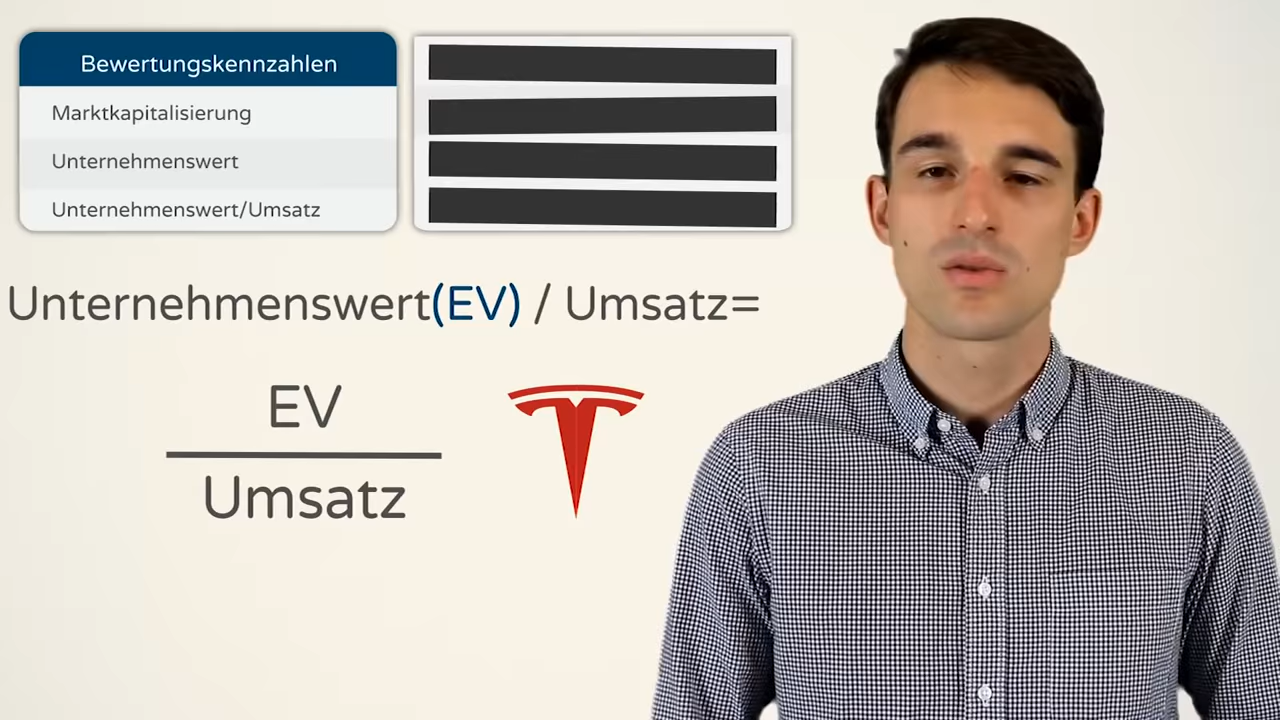 Bewertungskennzahlen
Marktkapitalisierung
Unternehmenswert
Unternehmenswert/Umsatz
Unternehmenswert(EV) / Umsatz=
EV
Umsatz